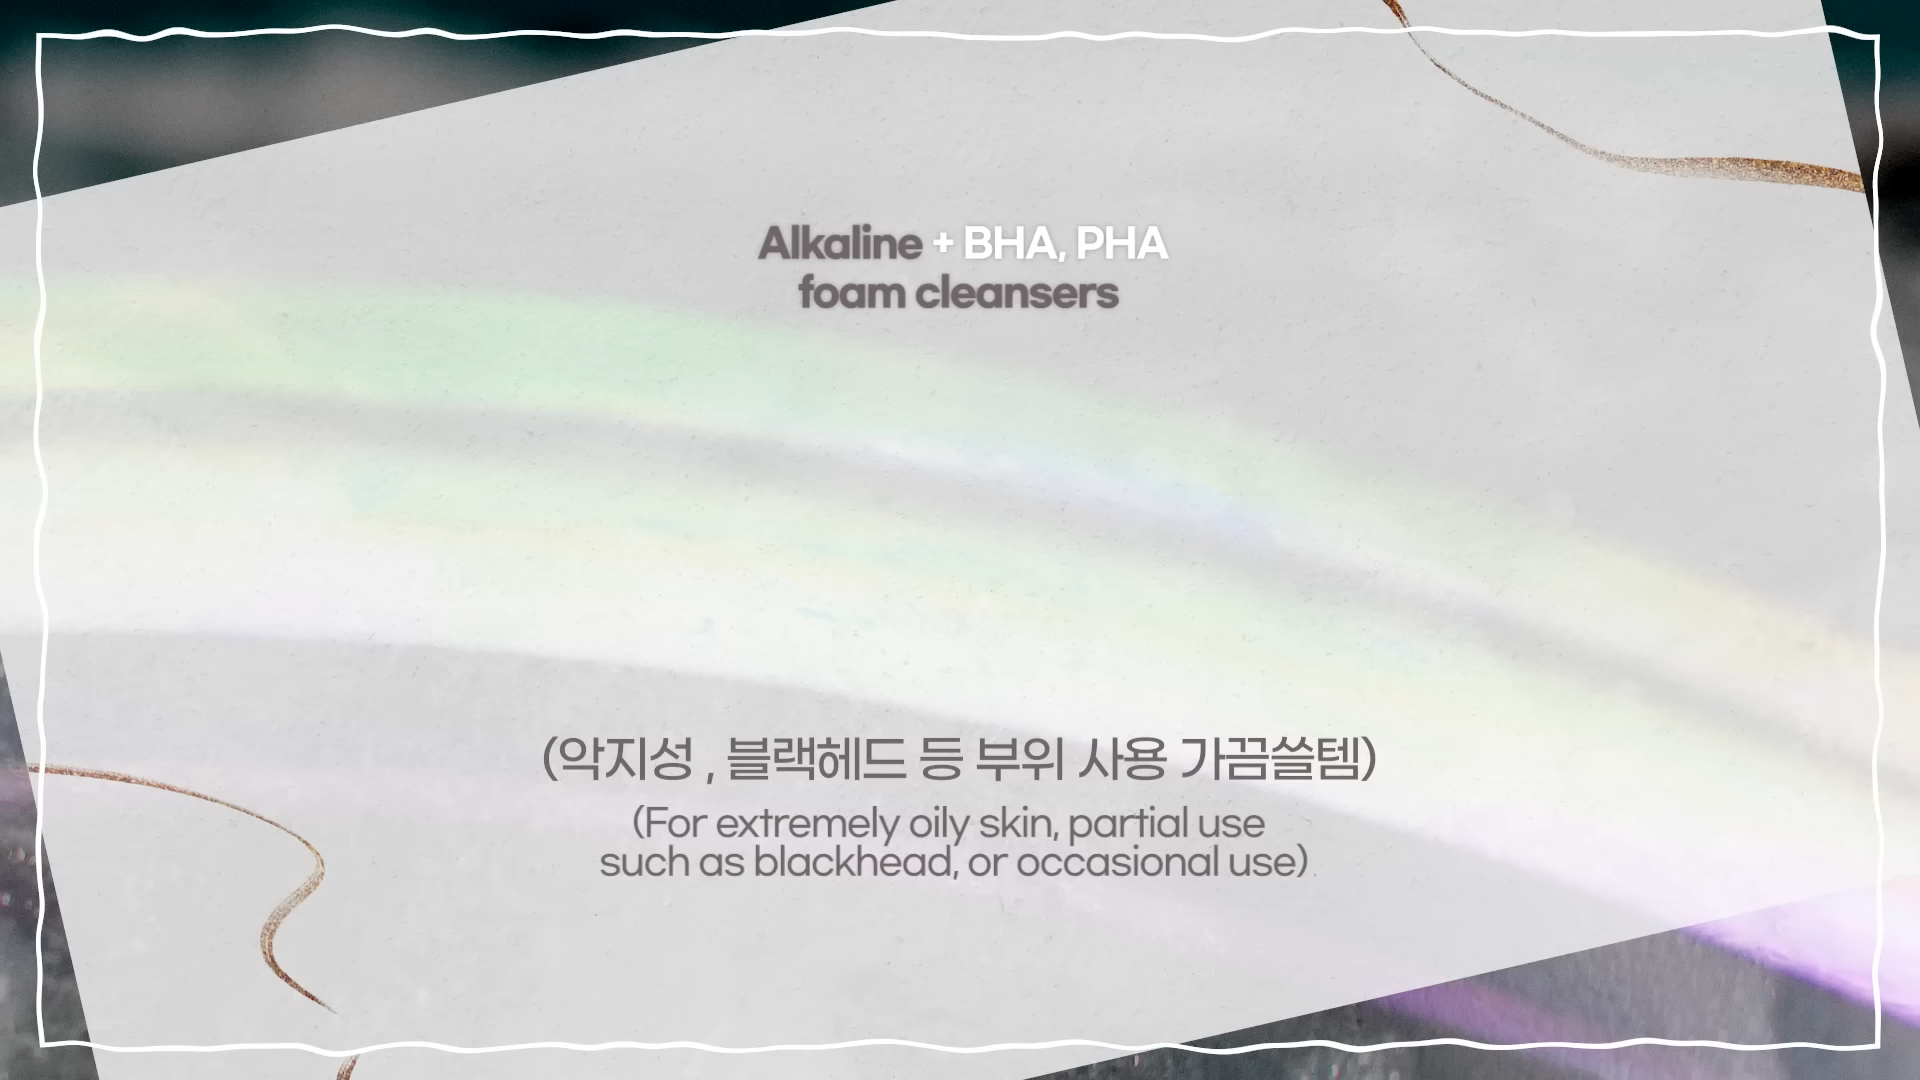 Alkaline + BHA, PHA
foam cleansers
(악지성 , 블랙헤드 등 부위 사용 가끔쓸템)
(For extremely oily skin, partial use
such as blackhead, or occasional use)